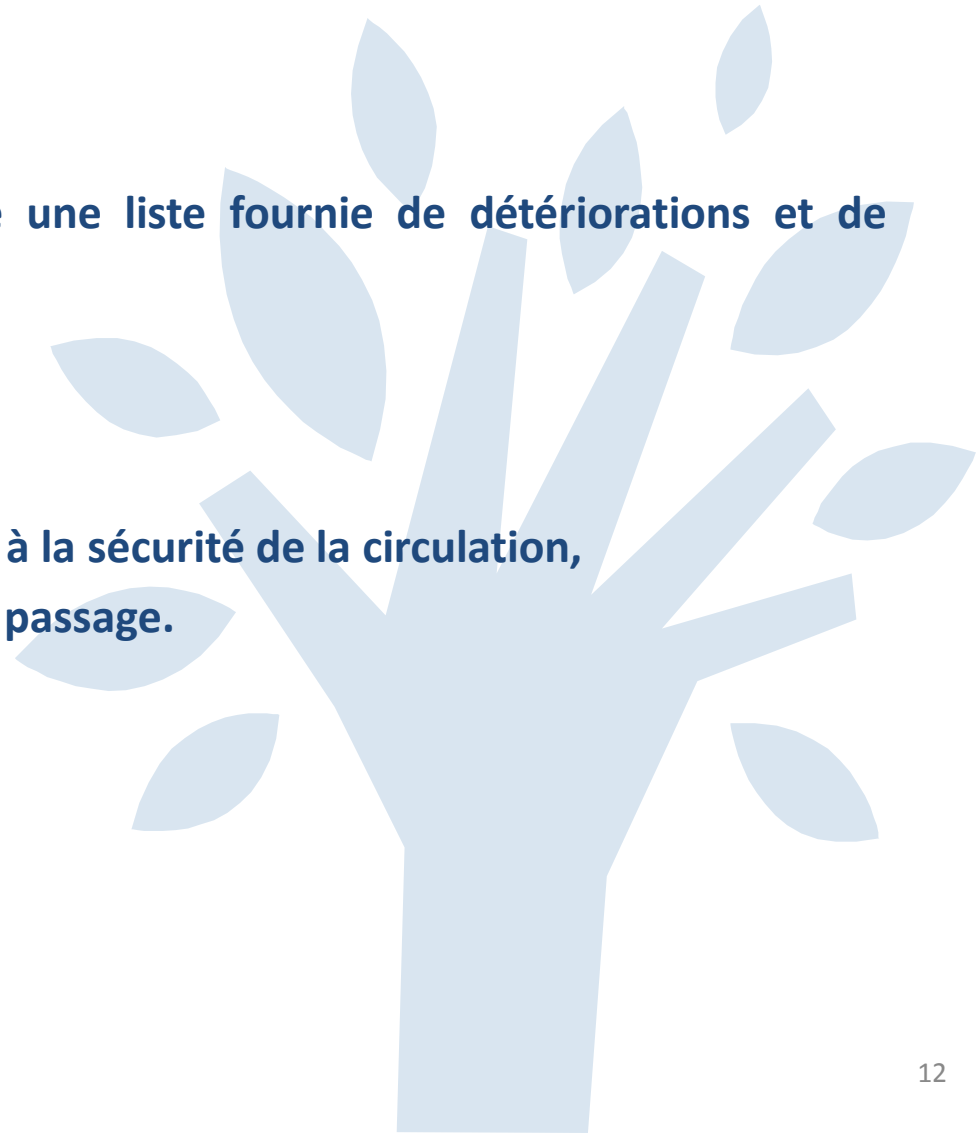 une liste fournie de détériorations et de
à la sécurité de la circulation,
passage.
12